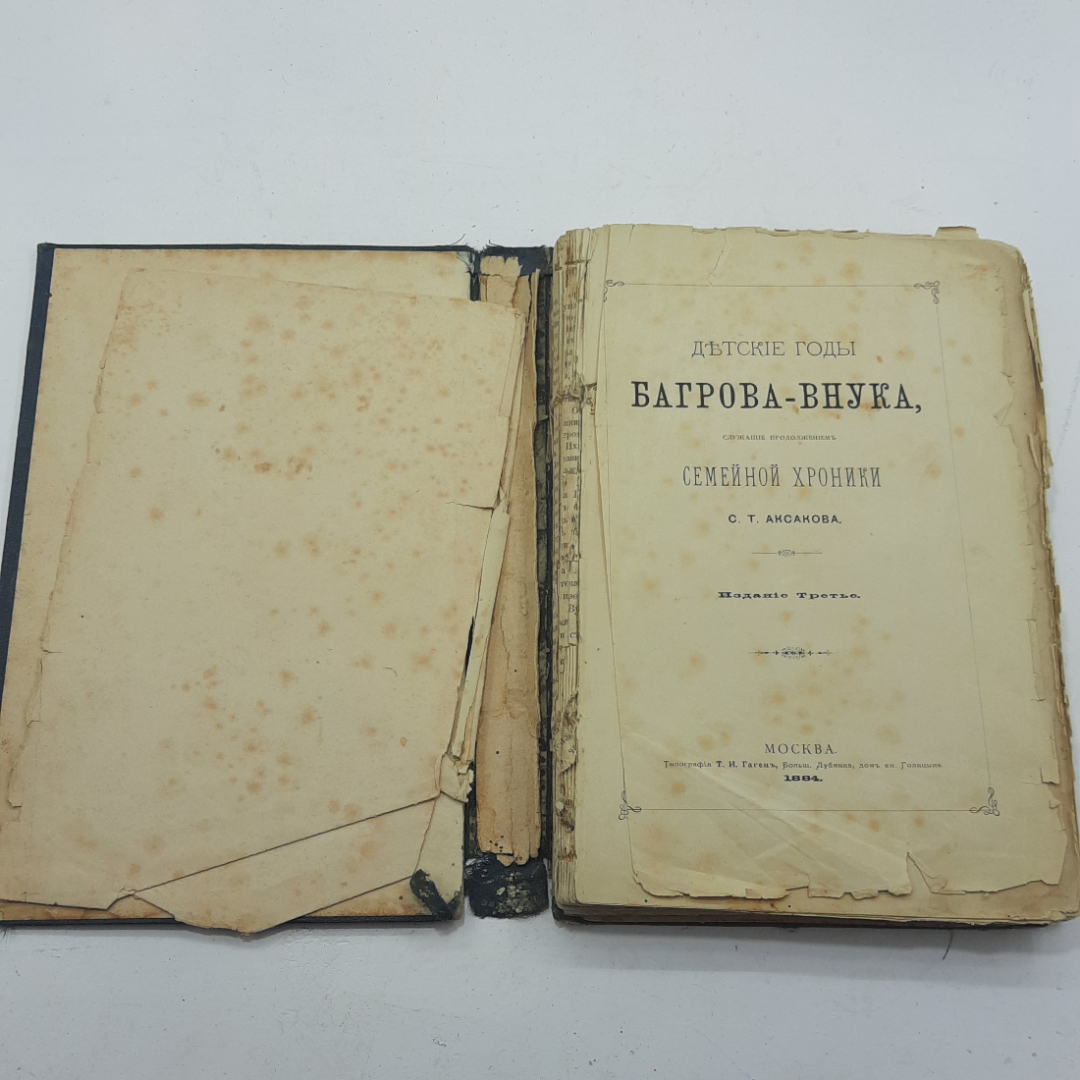 ДѢТСКІЕ ГОДЫ
БАГРОВА-ВНУКА,
СЛУЖАЩІЕ ПРОДОЛЖЕНІЕМЪ
СЕМЕЙНОЙ ХРОНИКИ
С. Т. АКСАКОВА.
Изданіе Третье.
МОСКВА.
Типографія Т. И. Гагенъ, Больш. Лубянка, домъ кн. Голицына.
1884.